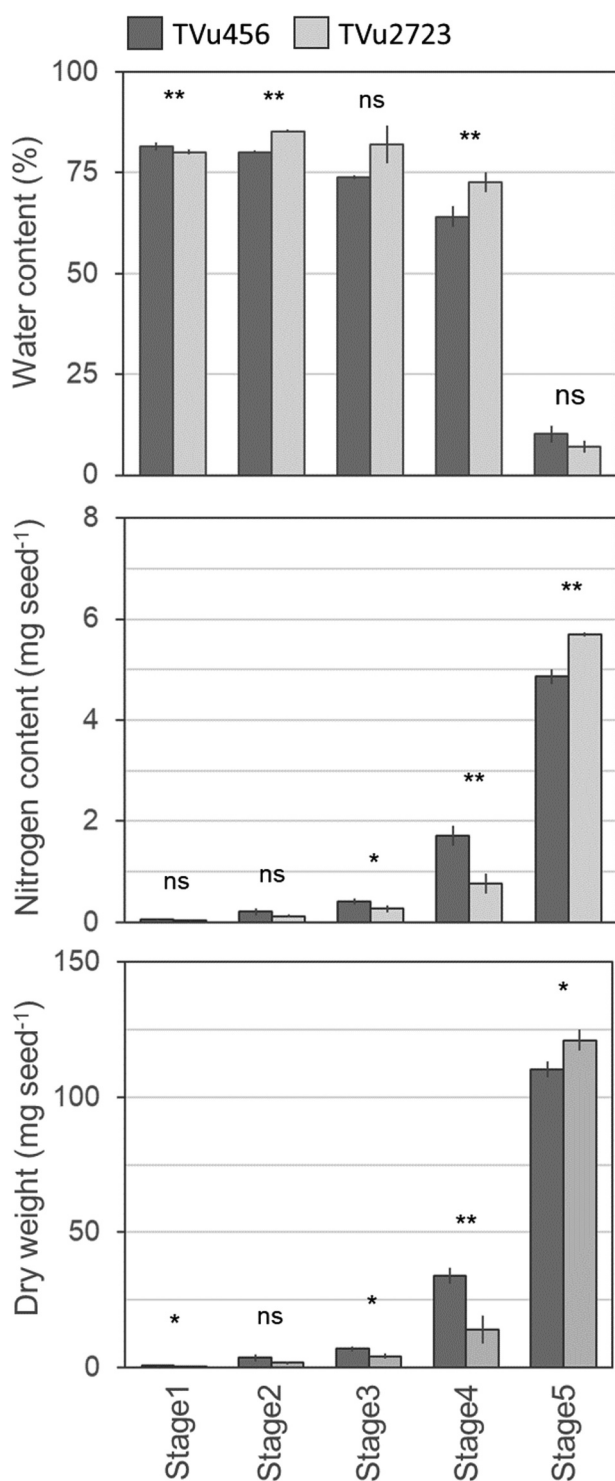 TVu456 TVu2723
Water content (%)
100
75
50
25
0
** ** ns ** ns
Nitrogen content (mg seed-1)
8
6
4
2
0
ns ns * ** **
Dry weight (mg seed-1)
150
100
50
0
* ns * ** *
Stage1 Stage2 Stage3 Stage4 Stage5